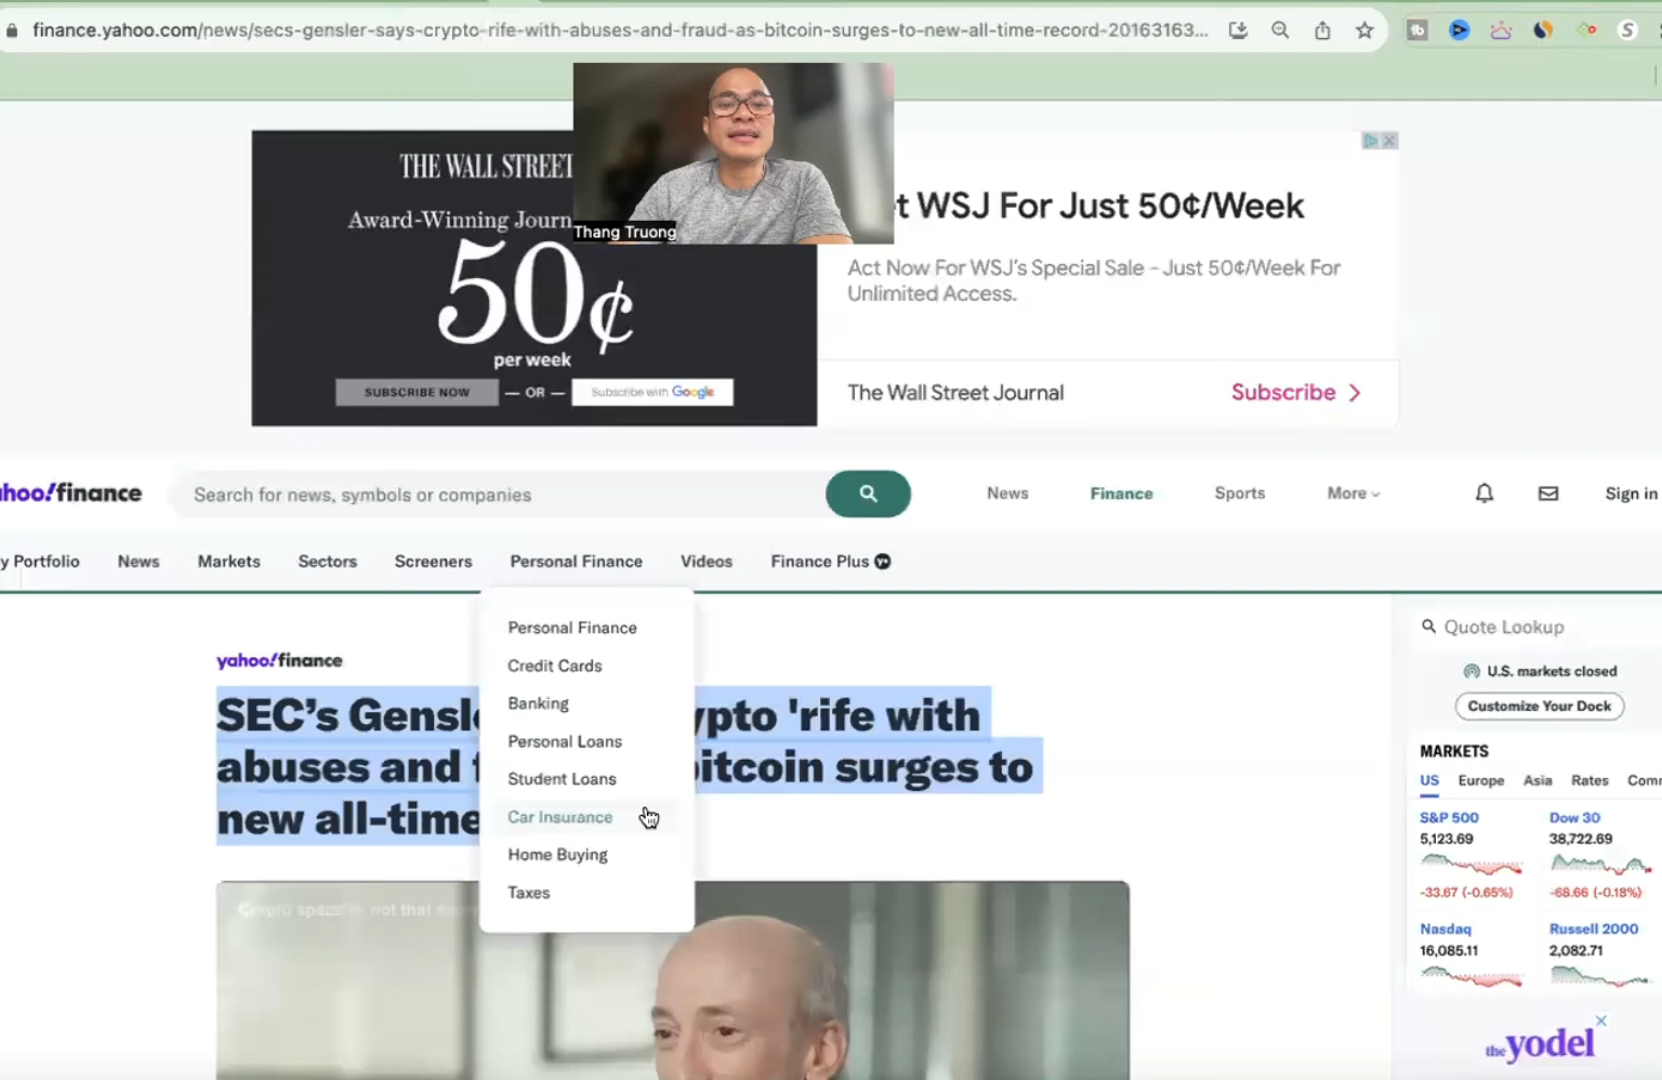 finance.yahoo.com/news/secs-gensler-says-crypto-rife-with-abuses-and-fraud-as-bitcoin-surges-to-new-all-time-record-20163163...
THE WALL STREET
Award-Winning Journ
50¢
per week
SUBSCRIBE NOW — OR — Subscribe with Google
Thang Truong
t WSJ For Just 50¢/Week
Act Now For WSJ's Special Sale - Just 50¢/Week For
Unlimited Access.
The Wall Street Journal Subscribe
hoo!finance
Search for news, symbols or companies
News Finance Sports More
Sign in
y Portfolio News Markets Sectors Screeners Personal Finance Videos Finance Plus
Personal Finance
Credit Cards
Banking
Personal Loans
Student Loans
Car Insurance
Home Buying
Taxes
yahoo!finance
SEC's Gensl ypto 'rife with
abuses and bitcoin surges to
new all-time
Crypto space not that
Quote Lookup
U.S. markets closed
Customize Your Dock
MARKETS
US Europe Asia Rates Comm
S&P 500 Dow 30
5,123.69 38,722.69
-33.67 (-0.65%) -68.66 (-0.18%)
Nasdaq Russell 2000
16,085.11 2,082.71
the yodel